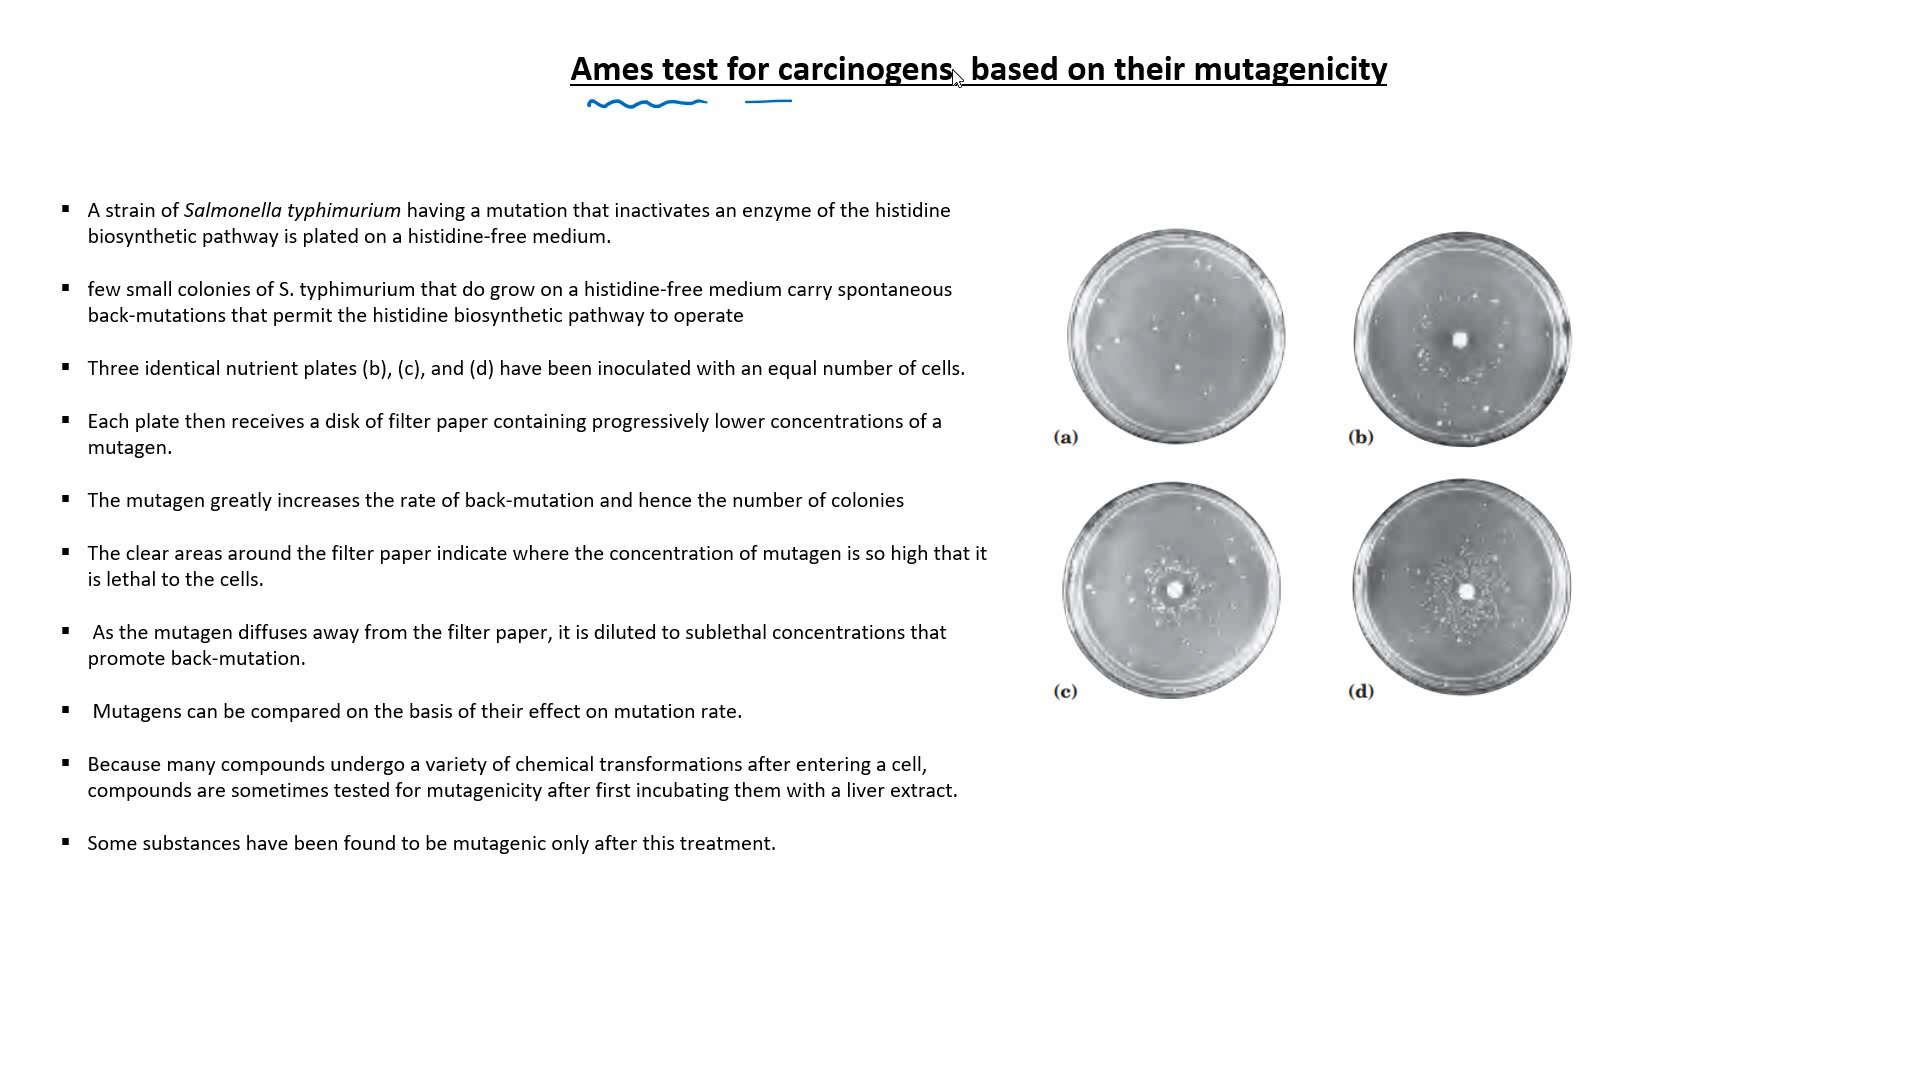 Ames test for carcinogens, based on their mutagenicity
▪ A strain of Salmonella typhimurium having a mutation that inactivates an enzyme of the histidine
biosynthetic pathway is plated on a histidine-free medium.
▪ few small colonies of S. typhimurium that do grow on a histidine-free medium carry spontaneous
back-mutations that permit the histidine biosynthetic pathway to operate
▪ Three identical nutrient plates (b), (c), and (d) have been inoculated with an equal number of cells.
▪ Each plate then receives a disk of filter paper containing progressively lower concentrations of a
mutagen.
▪ The mutagen greatly increases the rate of back-mutation and hence the number of colonies
▪ The clear areas around the filter paper indicate where the concentration of mutagen is so high that it
is lethal to the cells.
▪ As the mutagen diffuses away from the filter paper, it is diluted to sublethal concentrations that
promote back-mutation.
▪ Mutagens can be compared on the basis of their effect on mutation rate.
▪ Because many compounds undergo a variety of chemical transformations after entering a cell,
compounds are sometimes tested for mutagenicity after first incubating them with a liver extract.
▪ Some substances have been found to be mutagenic only after this treatment.
(a)
(b)
(c)
(d)